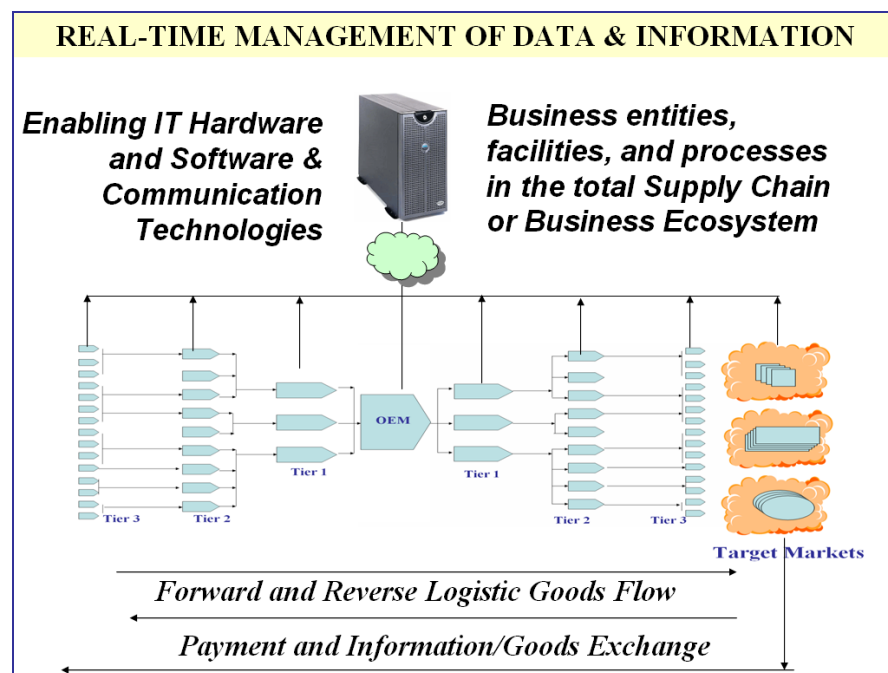 REAL-TIME MANAGEMENT OF DATA & INFORMATION
Enabling IT Hardware
and Software &
Communication
Technologies
Business entities,
facilities, and processes
in the total Supply Chain
or Business Ecosystem
OEM
Tier 1
Tier 1
Tier 3
Tier 2
Tier 2
Tier 3
Target Markets
Forward and Reverse Logistic Goods Flow
Payment and Information/Goods Exchange